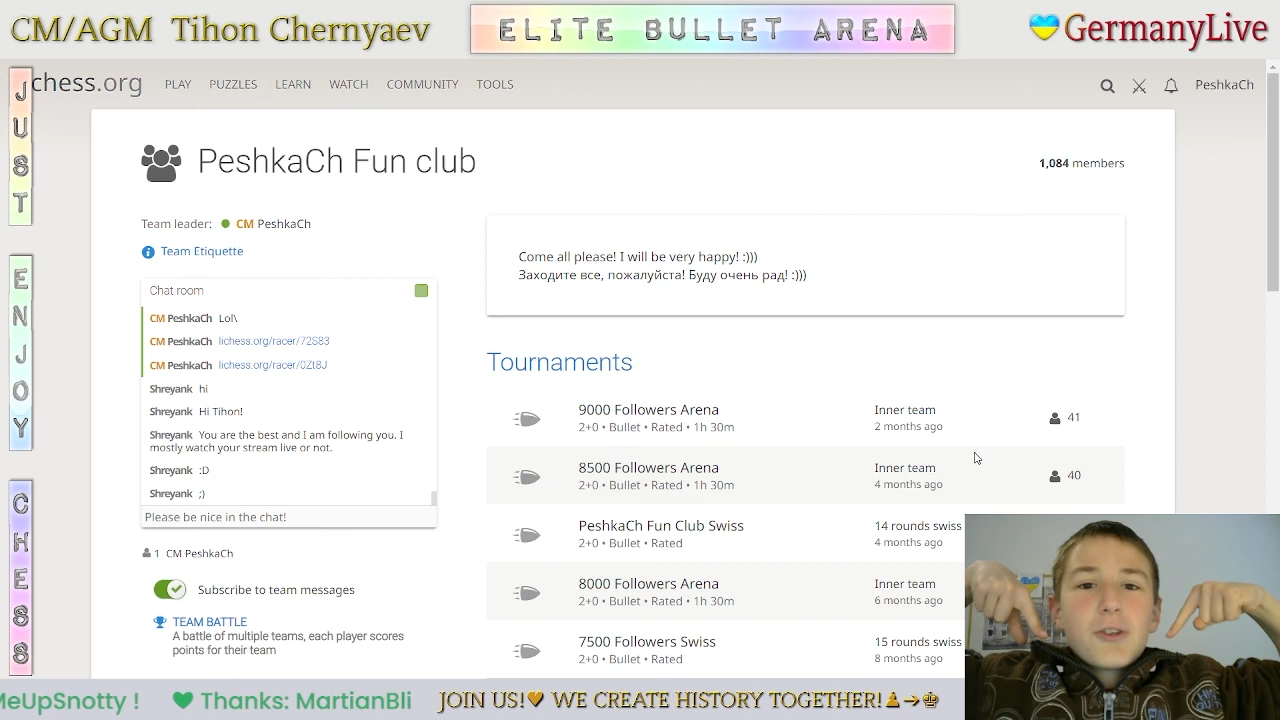 CM/AGM Tihon Chernyaev
ELITE BULLET ARENA
GermanyLive
JUST
ENJOY
CHESS
chess.org
PLAY PUZZLES LEARN WATCH COMMUNITY TOOLS
PeshkaCh
PeshkaCh Fun club
1,084 members
Team leader: CM PeshkaCh
Team Etiquette
Come all please! I will be very happy! :)))
Заходите все, пожалуйста! Буду очень рад! :)))
Chat room
CM PeshkaCh Lol\
CM PeshkaCh lichess.org/racer/72S83
CM PeshkaCh lichess.org/racer/0Zt8J
Shreyank hi
Shreyank Hi Tihon!
Shreyank You are the best and I am following you. I
mostly watch your stream live or not.
Shreyank :D
Shreyank ;)
Please be nice in the chat!
1 CM PeshkaCh
Subscribe to team messages
TEAM BATTLE
A battle of multiple teams, each player scores
points for their team
Tournaments
9000 Followers Arena Inner team 41
2+0 • Bullet • Rated • 1h 30m 2 months ago
8500 Followers Arena Inner team 40
2+0 • Bullet • Rated • 1h 30m 4 months ago
PeshkaCh Fun Club Swiss 14 rounds swiss
2+0 • Bullet • Rated 4 months ago
8000 Followers Arena Inner team
2+0 • Bullet • Rated • 1h 30m 6 months ago
7500 Followers Swiss 15 rounds swiss
2+0 • Bullet • Rated 8 months ago
MeUpSnotty ! Thanks: MartianBli
JOIN US! WE CREATE HISTORY TOGETHER!